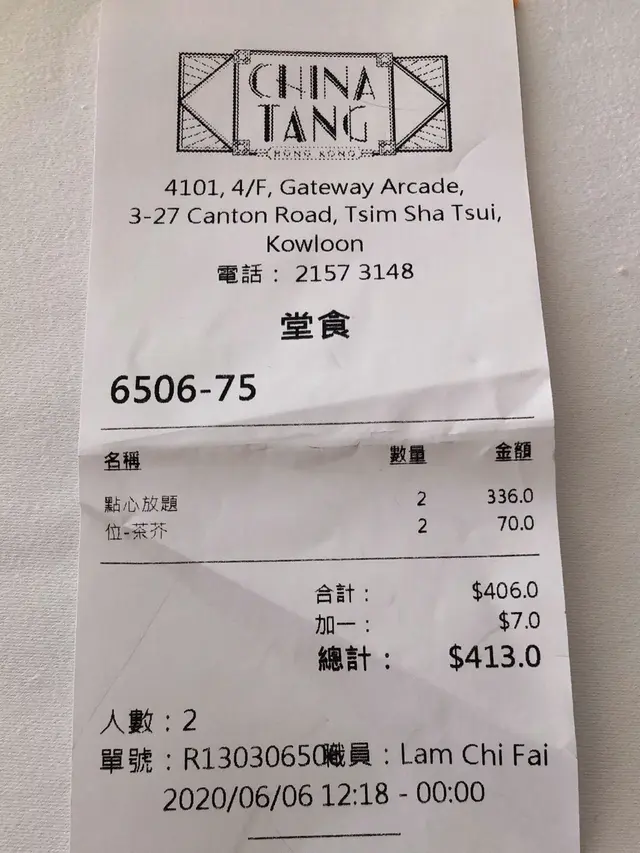 CHINA
TANG
HONG KONG
4101, 4/F, Gateway Arcade,
3-27 Canton Road, Tsim Sha Tsui,
Kowloon
電話： 2157 3148
堂食
6506-75
名稱 數量 金額
點心放題 2 336.0
位-茶芥 2 70.0
合計： $406.0
加一： $7.0
總計： $413.0
人數：2
單號：R13030650 職員：Lam Chi Fai
2020/06/06 12:18 - 00:00